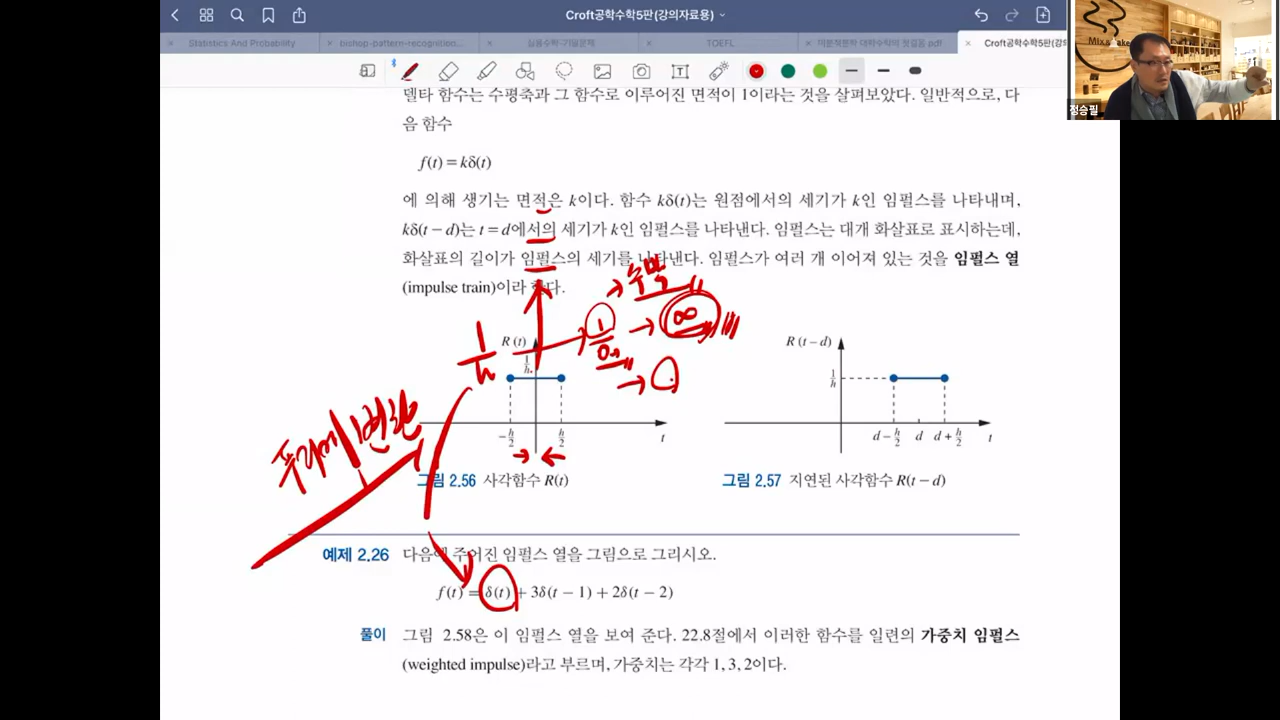 Croft공학수학5판(강의자료용)
Statistics And Probability
bishop-pattern-recognition...
TOEFL
Croft공학수학5판(강의
Mix
정승필
델타 함수는 수평축과 그 함수로 이루어진 면적이 1이라는 것을 살펴보았다. 일반적으로, 다
음 함수
f(t) = kδ(t)
에 의해 생기는 면적은 k이다. 함수 kδ(t)는 원점에서의 세기가 k인 임펄스를 나타내며,
kδ(t − d)는 t = d에서의 세기가 k인 임펄스를 나타낸다. 임펄스는 대개 화살표로 표시하는데,
화살표의 길이가 임펄스의 세기를 나타낸다. 임펄스가 여러 개 이어져 있는 것을 임펄스 열
(impulse train)이라 한다.
→ 수박
1/h
1/0 → ∞
R(t)
1/h
−h/2 h/2 t
R(t − d)
1/h
d − h/2 d d + h/2 t
푸리에 변환
그림 2.56 사각함수 R(t)
그림 2.57 지연된 사각함수 R(t − d)
예제 2.26 다음에 주어진 임펄스 열을 그림으로 그리시오.
f(t) = δ(t) + 3δ(t − 1) + 2δ(t − 2)
풀이 그림 2.58은 이 임펄스 열을 보여 준다. 22.8절에서 이러한 함수를 일련의 가중치 임펄스
(weighted impulse)라고 부르며, 가중치는 각각 1, 3, 2이다.